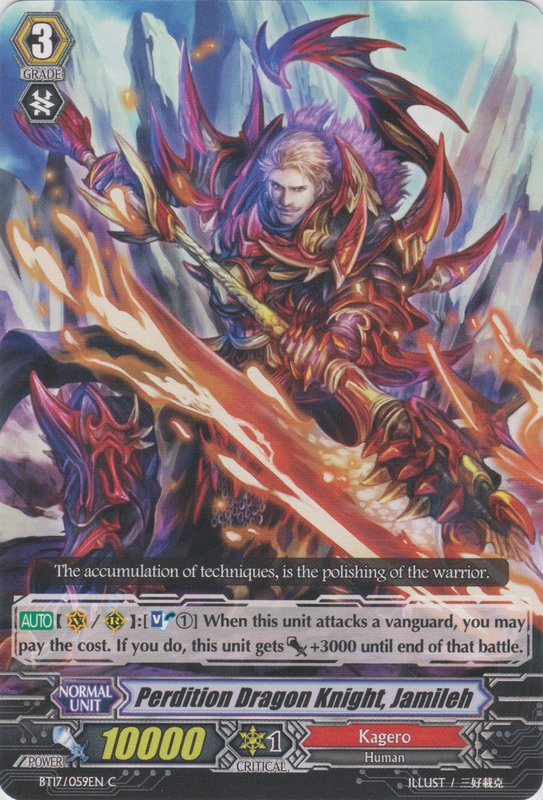 3
GRADE
The accumulation of techniques, is the polishing of the warrior.
AUTO【V/R】:[①] When this unit attacks a vanguard, you may
pay the cost. If you do, this unit gets +3000 until end of that battle.
NORMAL
UNIT
Perdition Dragon Knight, Jamileh
POWER
10000
1
CRITICAL
Kagero
Human
BT17/059EN C
ILLUST / 三好載克